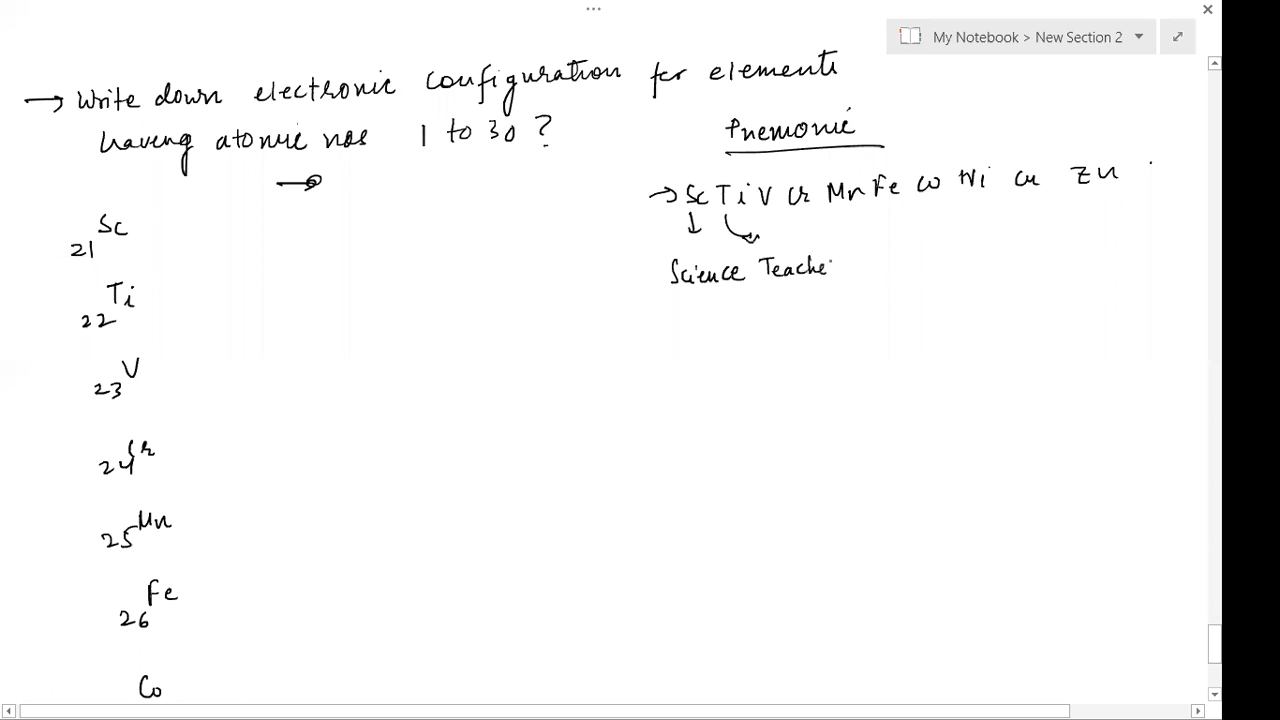 ...
My Notebook > New Section 2
→ Write down electronic configuration for elements
having atomic nos 1 to 30 ?
Pnemonic
→ Sc Ti V Cr Mn Fe Co Ni Cu Zn
Science Teache
21 Sc
22 Ti
23 V
24 Cr
25 Mn
26 Fe
Co